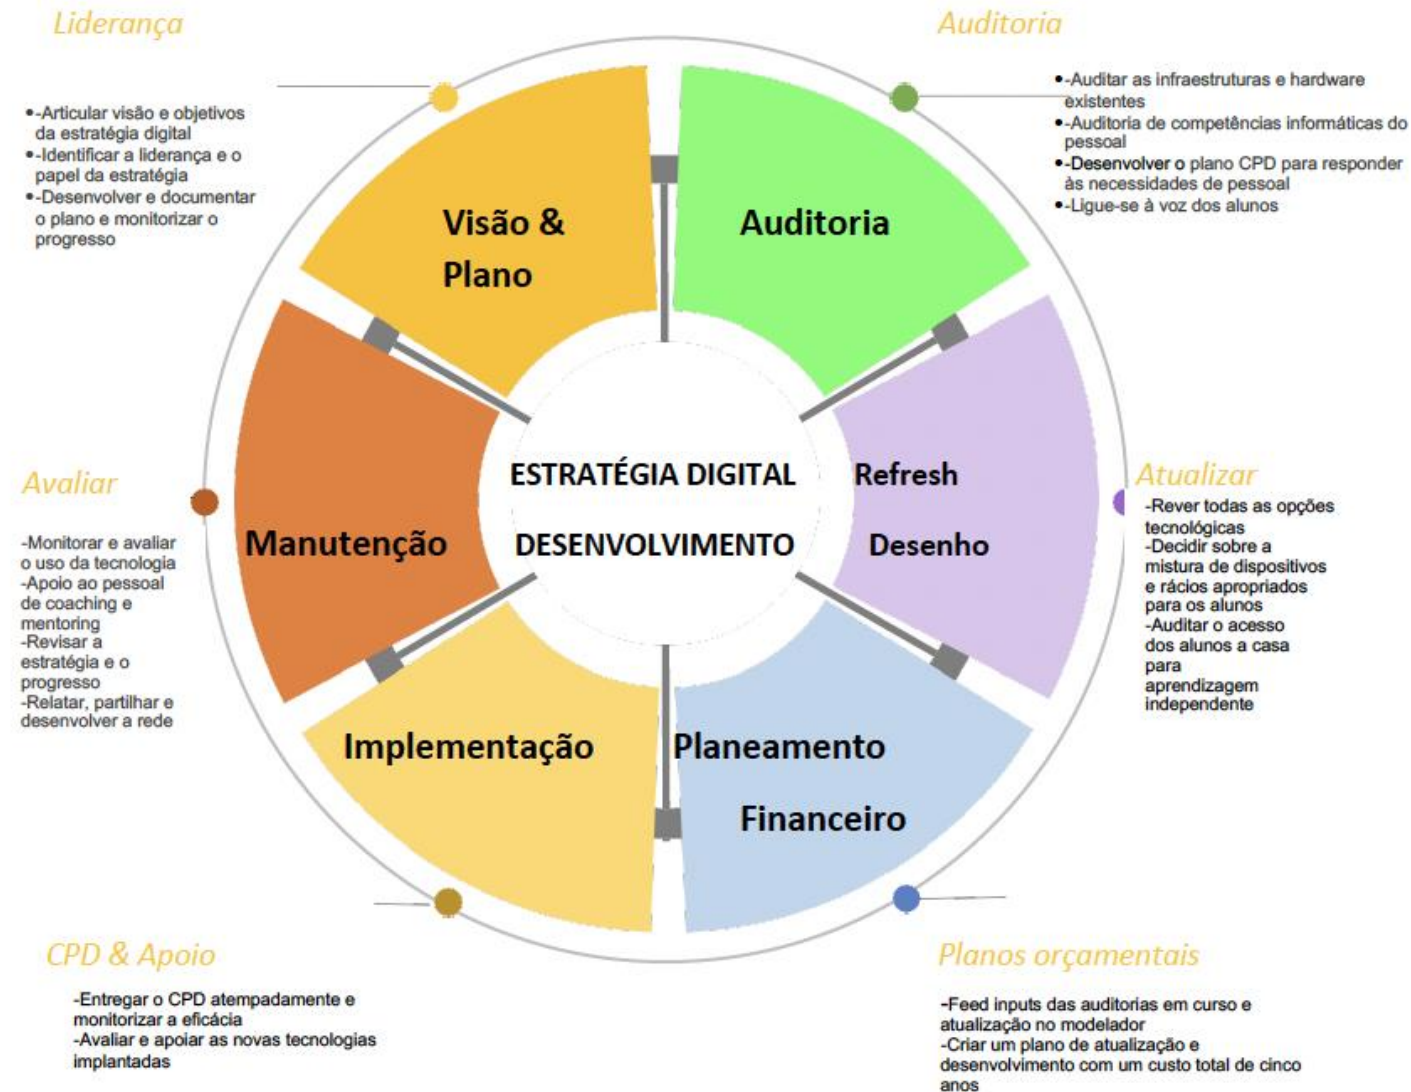 Liderança
•-Articular visão e objetivos
da estratégia digital
•-Identificar a liderança e o
papel da estratégia
•-Desenvolver e documentar
o plano e monitorizar o
progresso
Auditoria
•-Auditar as infraestruturas e hardware
existentes
•-Auditoria de competências informáticas do
pessoal
•-Desenvolver o plano CPD para responder
às necessidades de pessoal
•-Ligue-se à voz dos alunos
Visão &
Plano
Auditoria
ESTRATÉGIA DIGITAL
DESENVOLVIMENTO
Refresh
Desenho
Manutenção
Implementação
Planeamento
Financeiro
Avaliar
-Monitorar e avaliar
o uso da tecnologia
-Apoio ao pessoal
de coaching e
mentoring
-Revisar a
estratégia e o
progresso
-Relatar, partilhar e
desenvolver a rede
Atualizar
-Rever todas as opções
tecnológicas
-Decidir sobre a
mistura de dispositivos
e rácios apropriados
para os alunos
-Auditar o acesso
dos alunos a casa
para
aprendizagem
independente
CPD & Apoio
-Entregar o CPD atempadamente e
monitorizar a eficácia
-Avaliar e apoiar as novas tecnologias
implantadas
Planos orçamentais
-Feed inputs das auditorias em curso e
atualização no modelador
-Criar um plano de atualização e
desenvolvimento com um custo total de cinco
anos